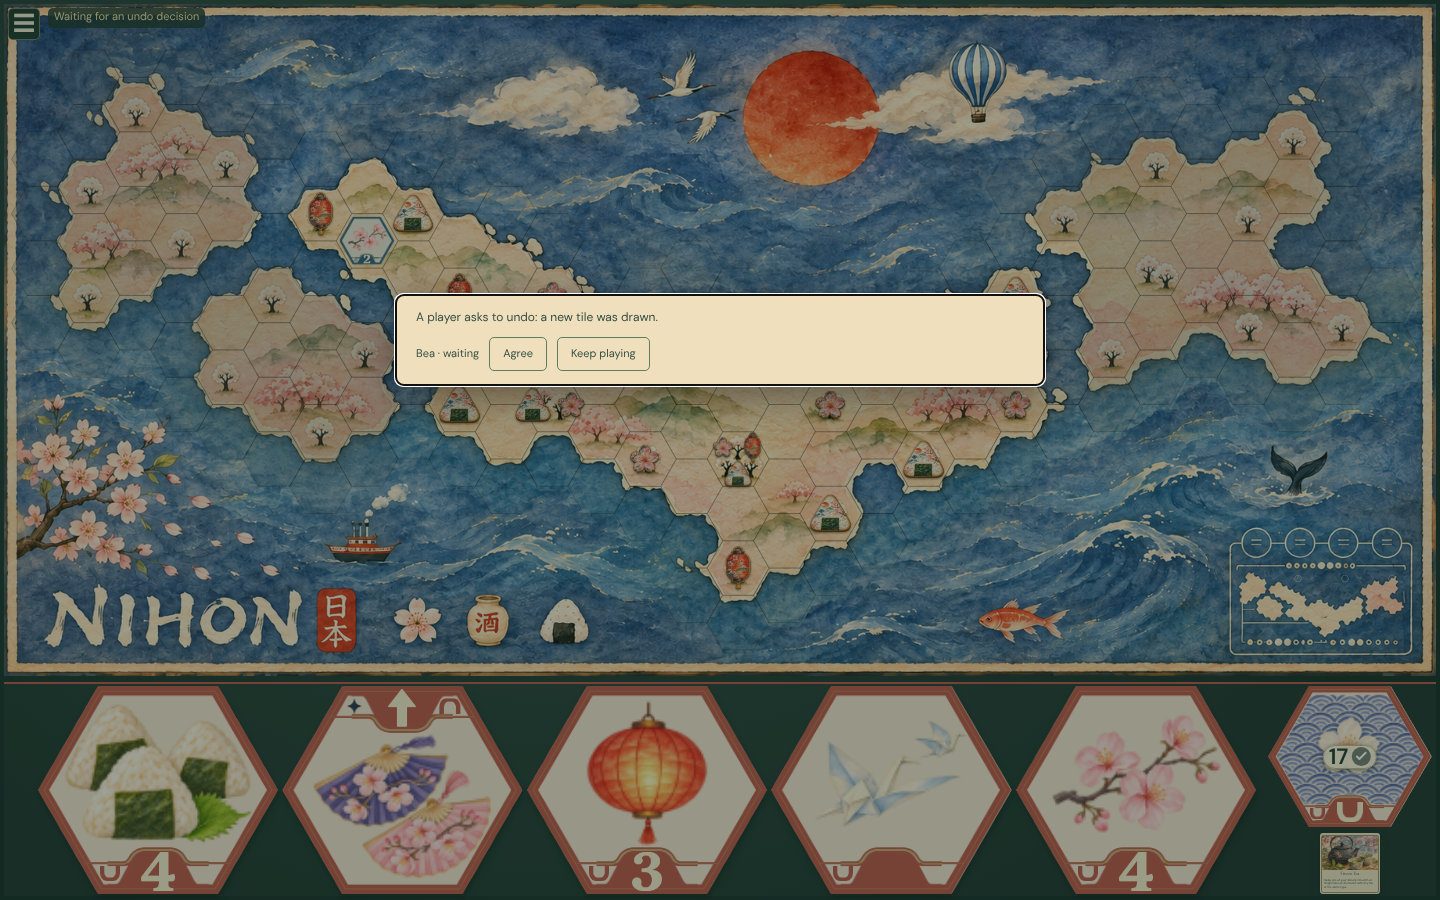 Waiting for an undo decision
2
A player asks to undo: a new tile was drawn.
Bea · waiting
Agree
Keep playing
NIHON
日本
酒
4
3
4
17